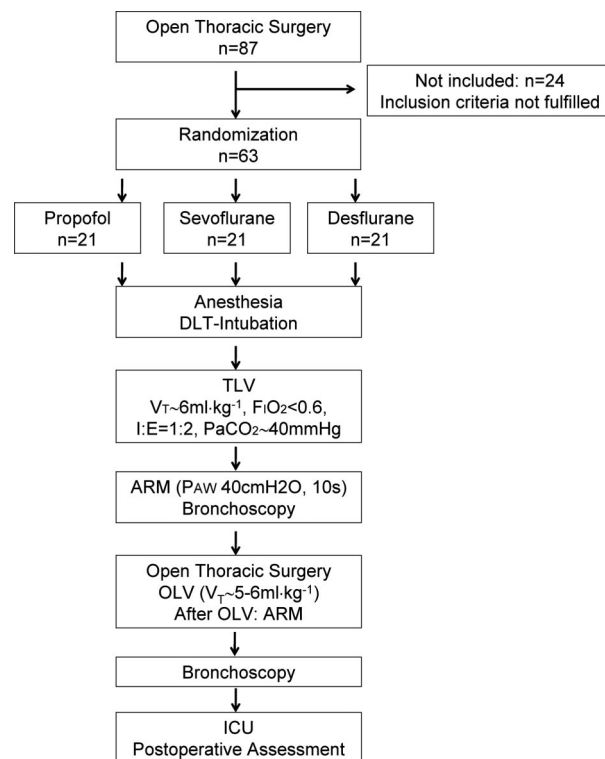 Open Thoracic Surgery
n=87
Not included: n=24
Inclusion criteria not fulfilled
Randomization
n=63
Propofol
n=21
Sevoflurane
n=21
Desflurane
n=21
Anesthesia
DLT-Intubation
TLV
VT~6ml·kg⁻¹, FIO₂<0.6,
I:E=1:2, PaCO₂~40mmHg
ARM (PAW 40cmH2O, 10s)
Bronchoscopy
Open Thoracic Surgery
OLV (VT~5-6ml·kg⁻¹)
After OLV: ARM
Bronchoscopy
ICU
Postoperative Assessment